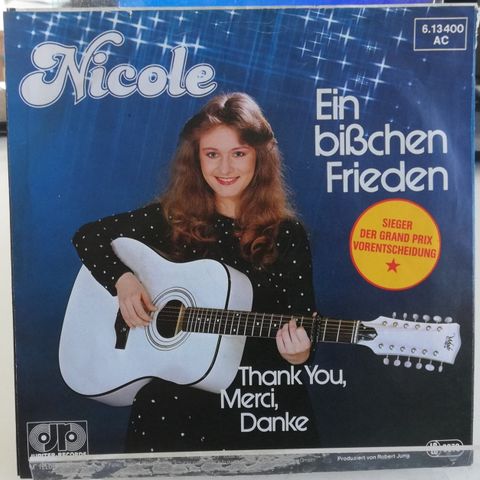 Nicole
6.13400
AC
Ein
bißchen
Frieden
SIEGER
DER GRAND PRIX
VORENTSCHEIDUNG
Thank You,
Merci,
Danke
JUPITER RECORDS
Produziert von Robert Jung